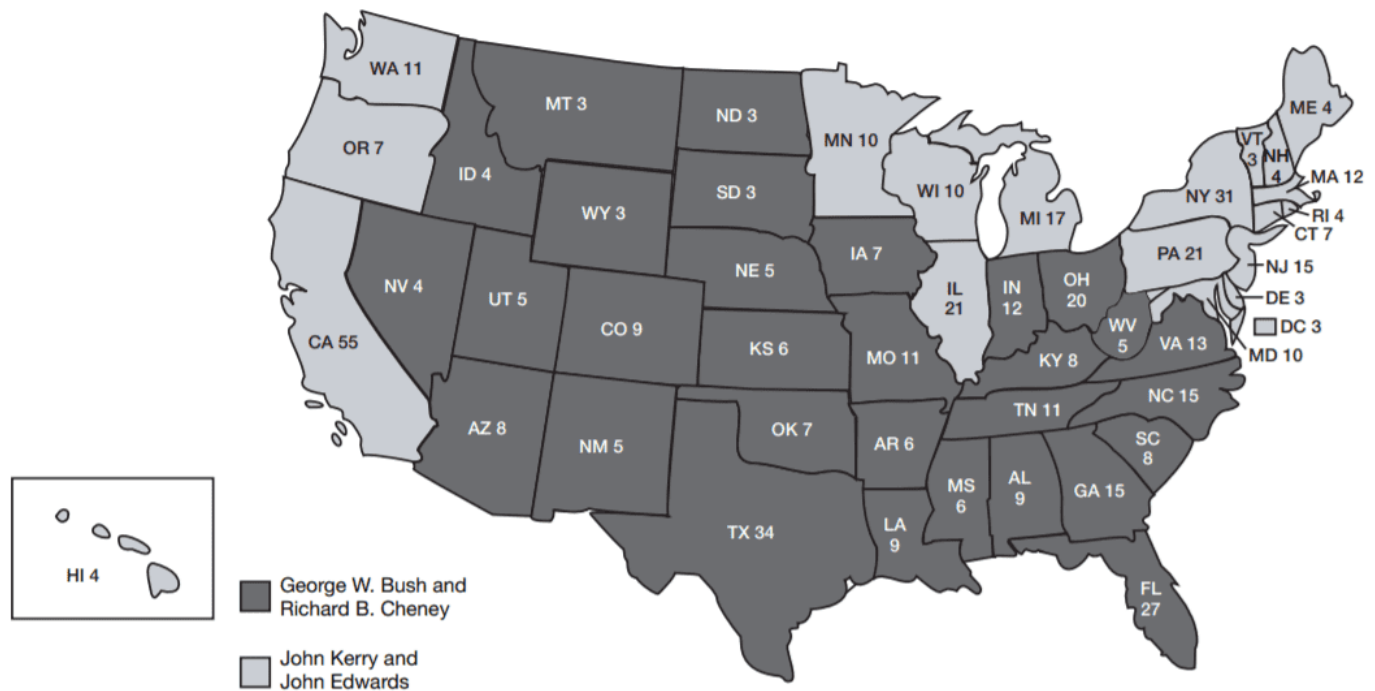 WA 11
MT 3
ND 3
MN 10
ME 4
VT
3
NH
4
OR 7
ID 4
WY 3
SD 3
WI 10
MI 17
NY 31
MA 12
RI 4
CT 7
NV 4
UT 5
CO 9
NE 5
IA 7
IL
21
IN
12
OH
20
PA 21
NJ 15
DE 3
DC 3
MD 10
WV
5
VA 13
CA 55
KS 6
MO 11
KY 8
NC 15
TN 11
AZ 8
NM 5
OK 7
AR 6
SC
8
MS
6
AL
9
GA 15
TX 34
LA
9
FL
27
HI 4
George W. Bush and
Richard B. Cheney
John Kerry and
John Edwards